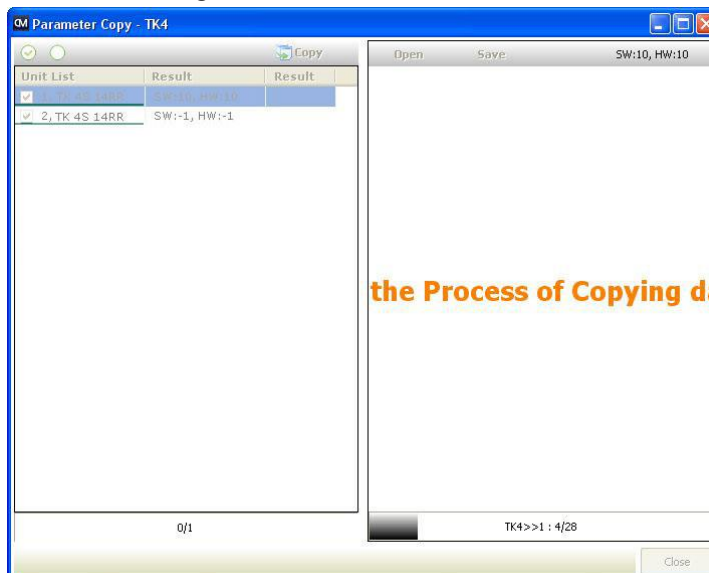 Parameter Copy - TK4
Copy
Open Save SW:10, HW:10
Unit List Result Result
1, TK 4S 14RR SW:10, HW:10
2, TK 4S 14RR SW:-1, HW:-1
the Process of Copying da
0/1
TK4>>1 : 4/28
Close